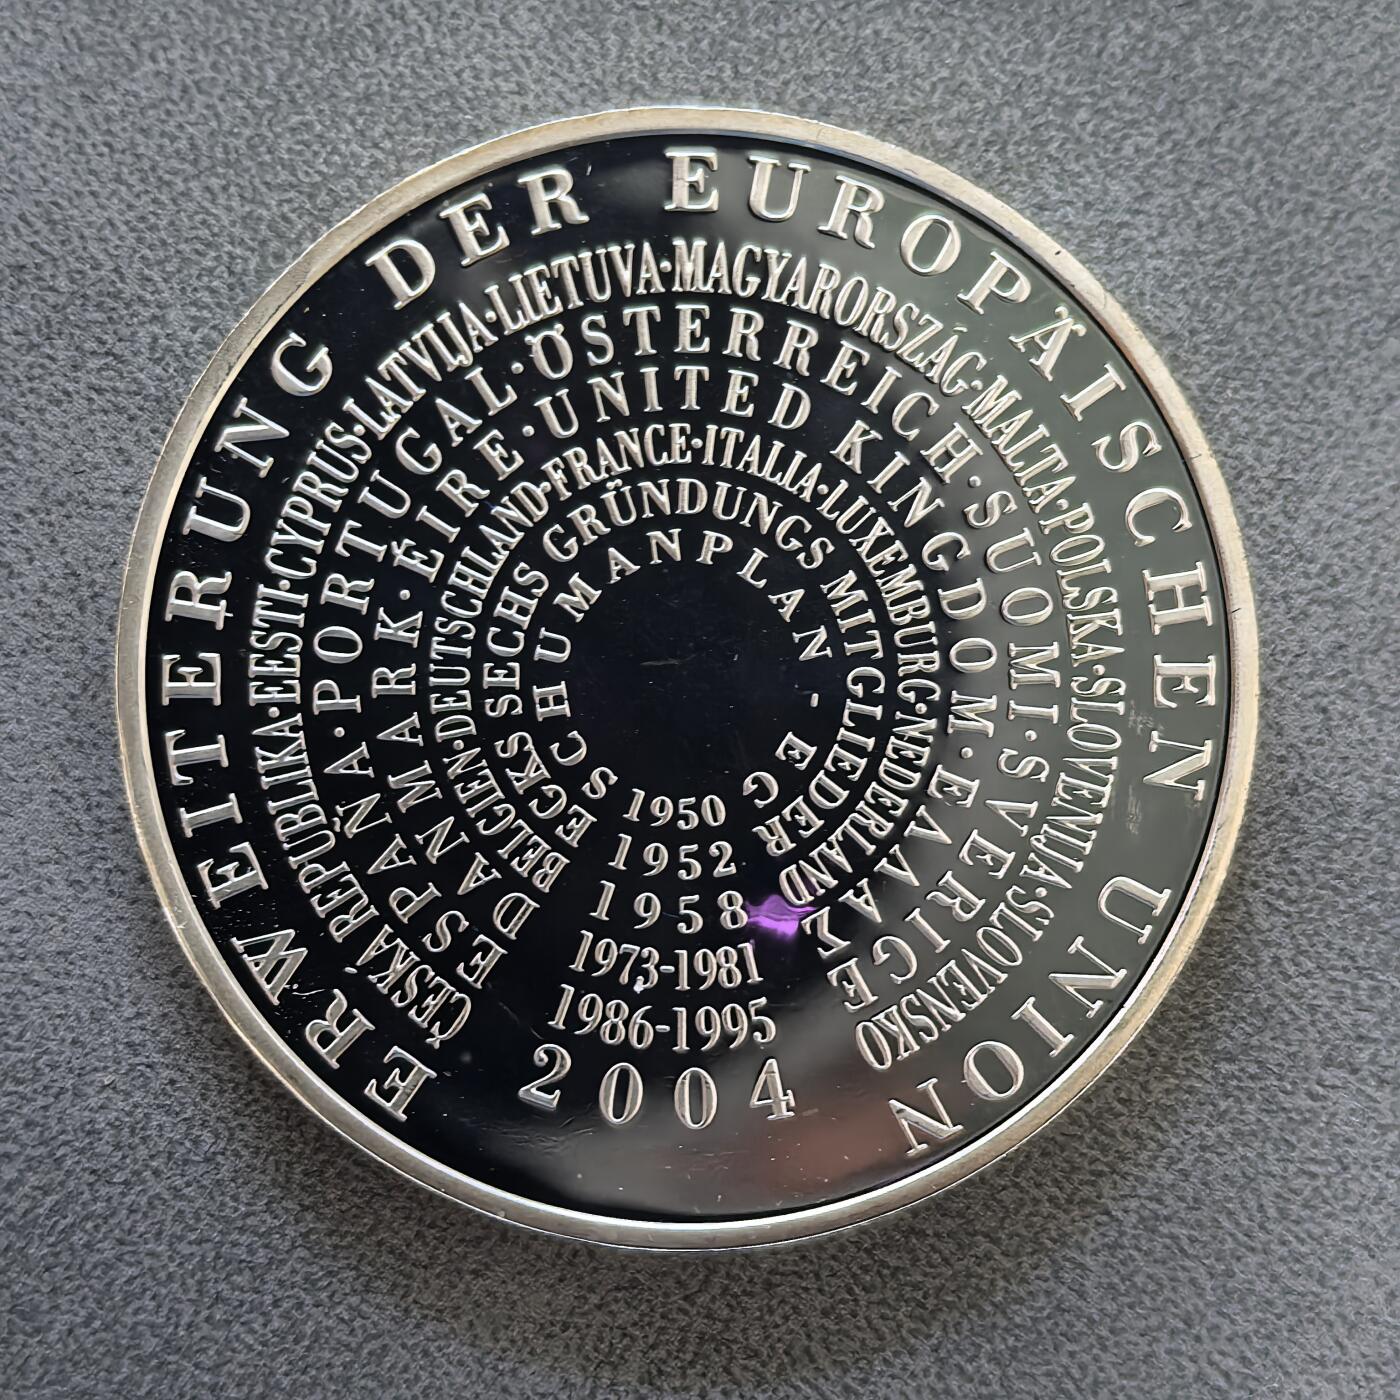 ERWEITERUNG DER EUROPÄISCHEN UNION
ČESKÁ REPUBLIKA·EESTI·CYPRUS·LATVIJA·LIETUVA·MAGYARORSZÁG·MALTA·POLSKA·SLOVENIJA·SLOVENSKO
ESPAÑA·PORTUGAL·ÖSTERREICH·SUOMI·SVERIGE
DANMARK·ÉIRE·UNITED KINGDOM·ΕΛΛΑΣ
BELGIEN·DEUTSCHLAND·FRANCE·ITALIA·LUXEMBURG·NEDERLAND
EGKS SECHS GRÜNDUNGSMITGLIEDER
SCHUMANPLAN - EG
1950
1952
1958
1973-1981
1986-1995
2004